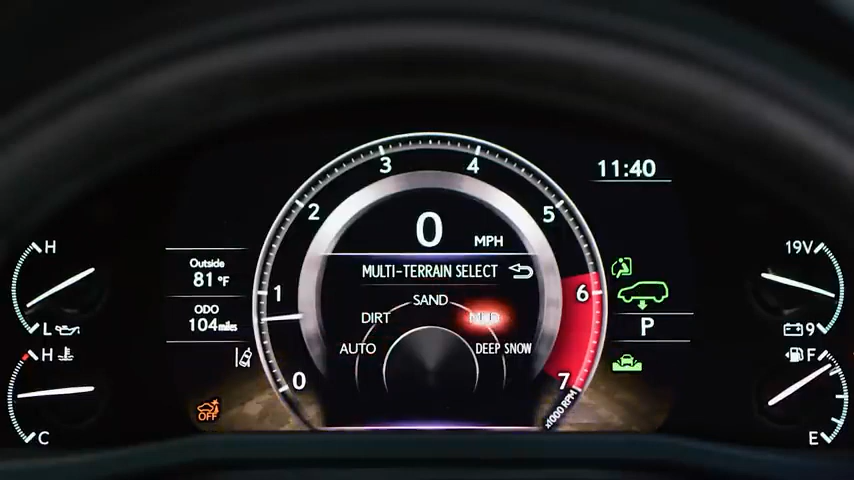 3
4
11:40
2
5
0
MPH
H
19V
Outside
81°F
MULTI-TERRAIN SELECT
1
6
SAND
ODO
104 miles
DIRT
P
L
9
H
AUTO
DEEP SNOW
F
0
7
x1000 RPM
OFF
C
E